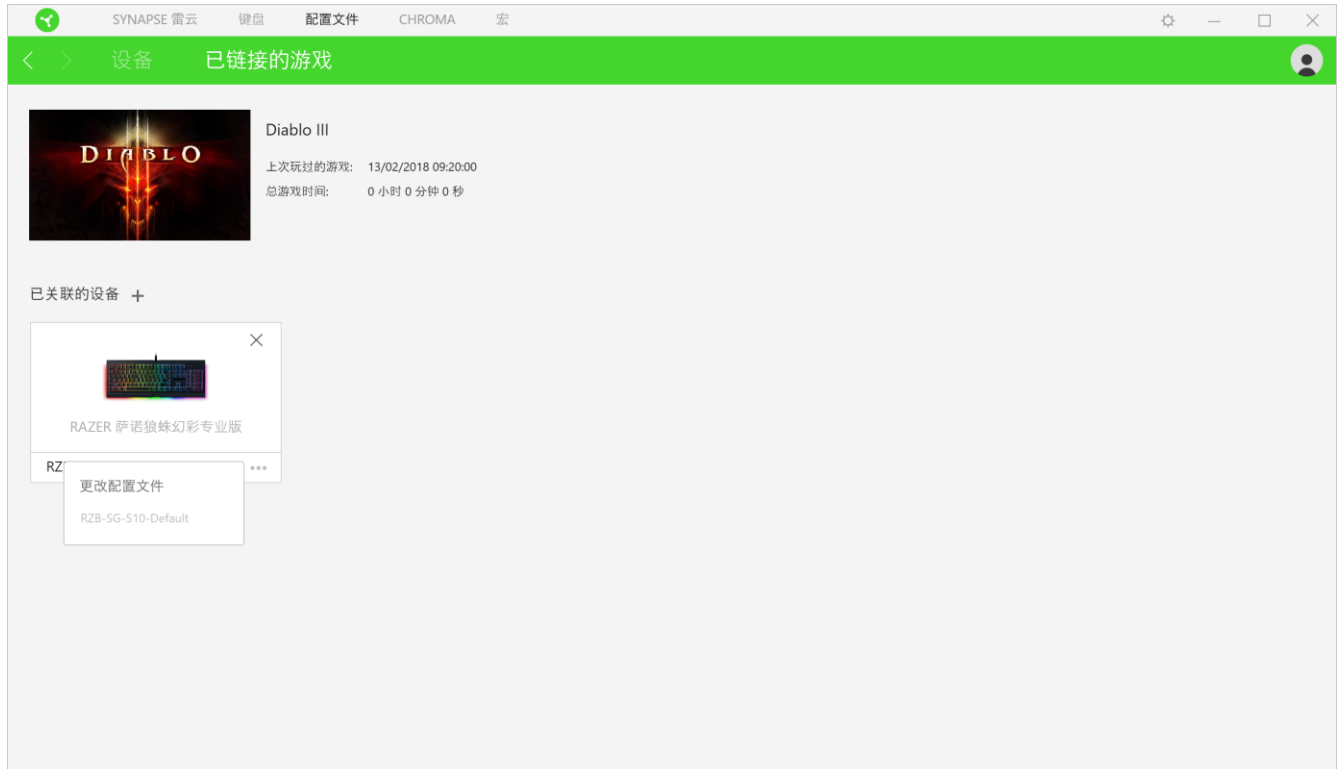 SYNAPSE 雷云 键盘 配置文件 CHROMA 宏
设备 已链接的游戏
DIABLO
Diablo III
上次玩过的游戏: 13/02/2018 09:20:00
总游戏时间: 0 小时 0 分钟 0 秒
已关联的设备 +
RAZER 萨诺狼蛛幻彩专业版
RZ
更改配置文件
RZB-SG-510-Default